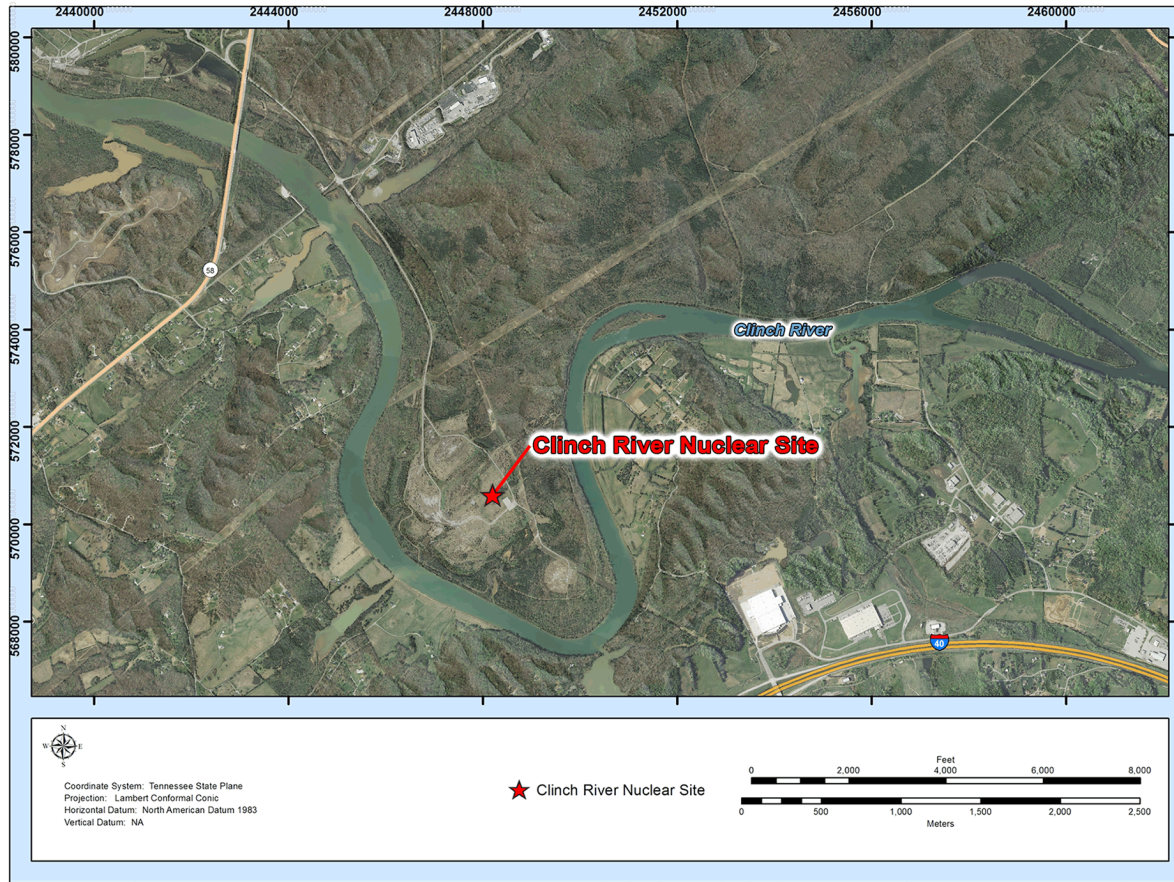 2440000 2444000 2448000 2452000 2456000 2460000
580000
578000
576000
574000
572000
570000
568000
58
Clinch River
Clinch River Nuclear Site
40
N
W E
S
Coordinate System: Tennessee State Plane
Projection: Lambert Conformal Conic
Horizontal Datum: North American Datum 1983
Vertical Datum: NA
Clinch River Nuclear Site
Feet
0 2,000 4,000 6,000 8,000
0 500 1,000 1,500 2,000 2,500
Meters